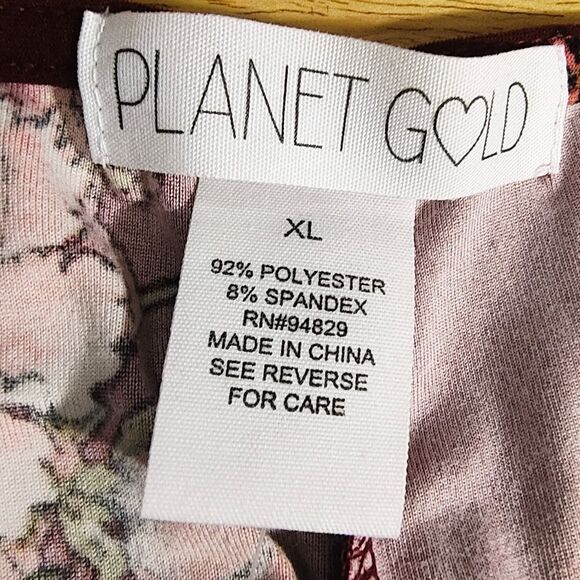 PLANET GOLD
XL
92% POLYESTER
8% SPANDEX
RN#94829
MADE IN CHINA
SEE REVERSE
FOR CARE